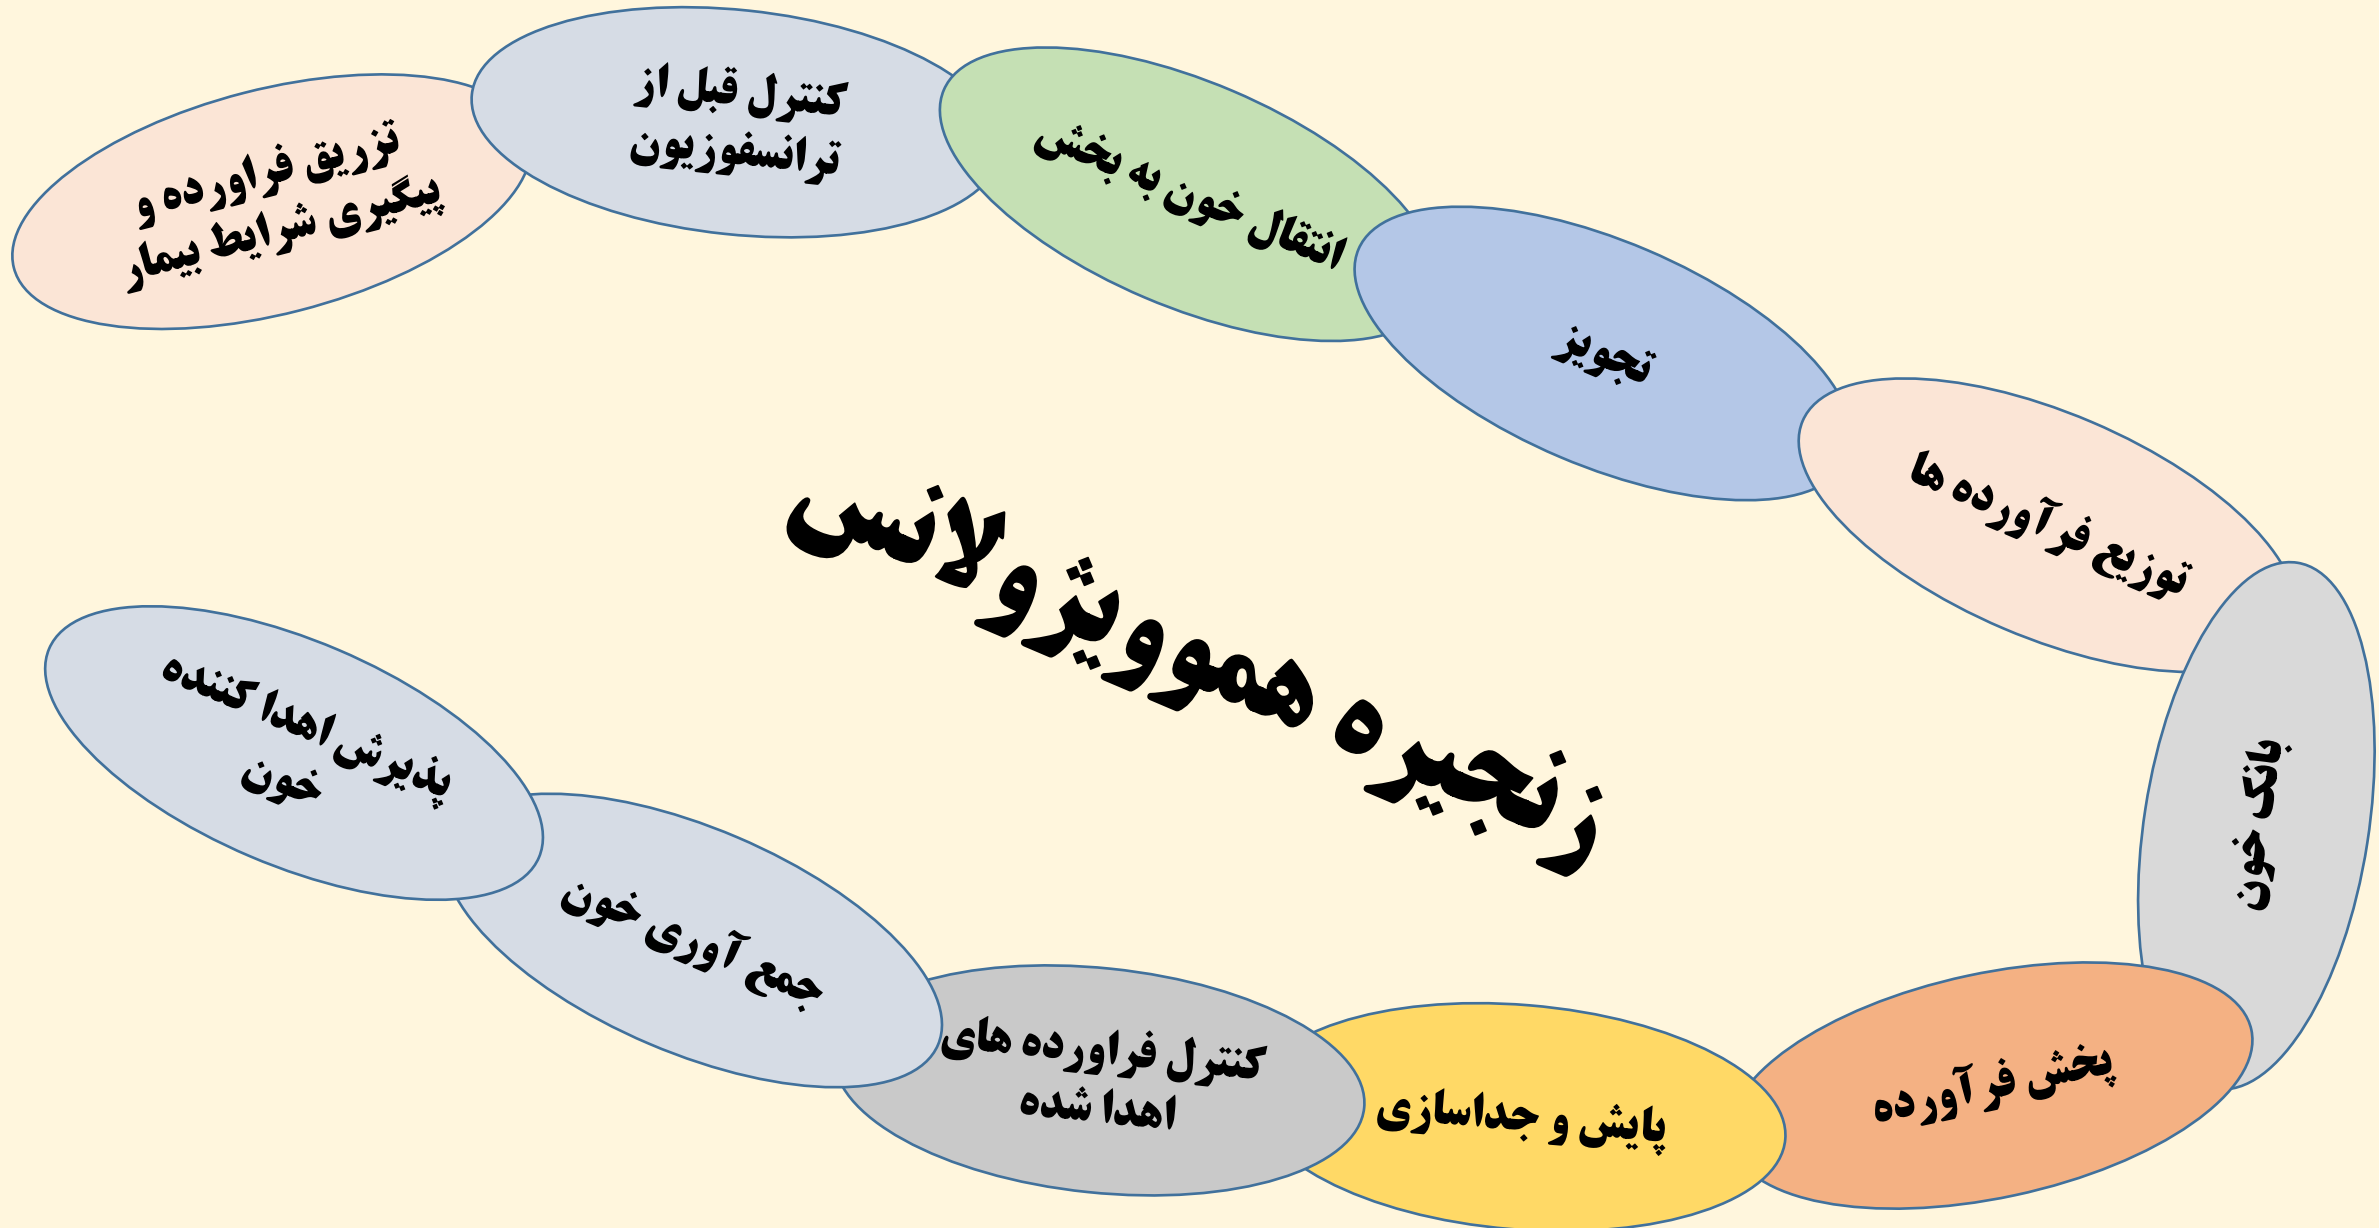 زنجیره هموویژولانس
پذیرش اهدا کننده
خون
جمع آوری خون
کنترل فراورده های
اهدا شده
پایش و جداسازی
پخش فرآورده
بانک خون
توزیع فرآورده ها
تجویز
انتقال خون به بخش
کنترل قبل از
ترانسفوزیون
تزریق فراورده و
پیگیری شرایط بیمار